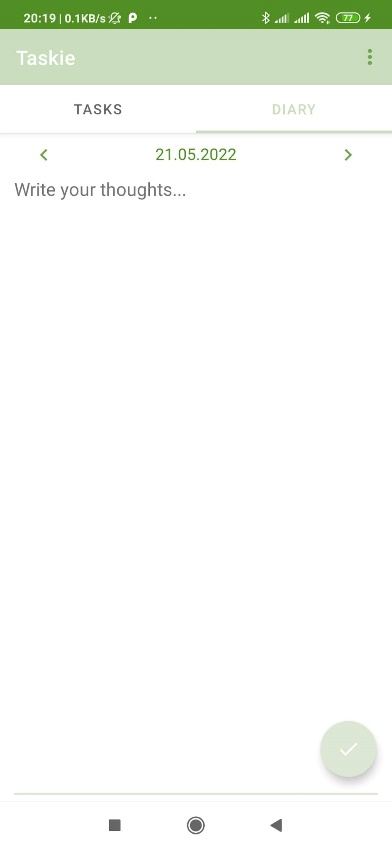 20:19 | 0.1KB/s
77
Taskie
TASKS
DIARY
21.05.2022
Write your thoughts...